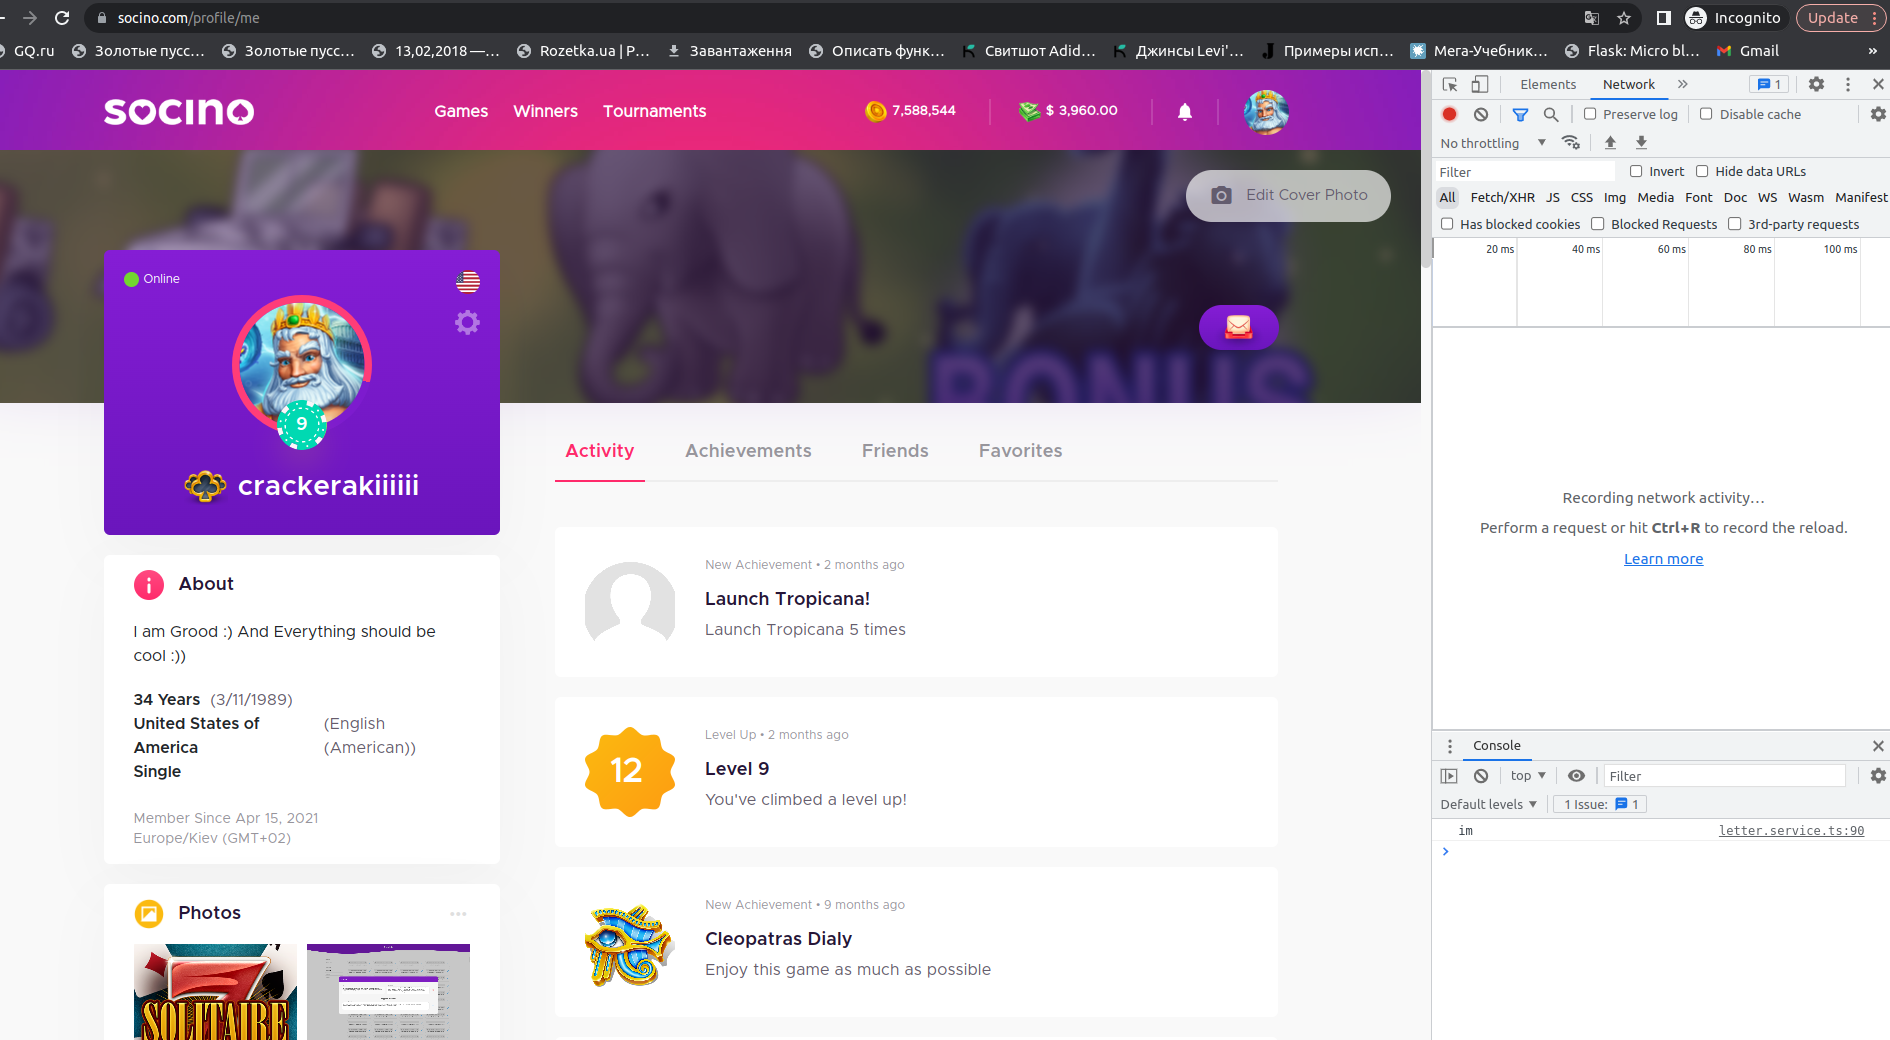 socino.com/profile/me
Incognito
Update
GQ.ru
Золотые пусс…
Золотые пусс…
13,02,2018 —…
Rozetka.ua | P…
Завантаження
Описать функ…
Свитшот Adid…
Джинсы Levi'…
Примеры исп…
Мега-Учебник…
Flask: Micro bl…
Gmail
»
socino
Games
Winners
Tournaments
7,588,544
$ 3,960.00
Edit Cover Photo
BONUS
Online
9
crackerakiiiiii
About
I am Grood :) And Everything should be
cool :))
34 Years (3/11/1989)
United States of America
(English (American))
Single
Member Since Apr 15, 2021
Europe/Kiev (GMT+02)
Photos
7
SOLITAIRE
Activity
Achievements
Friends
Favorites
New Achievement • 2 months ago
Launch Tropicana!
Launch Tropicana 5 times
12
Level Up • 2 months ago
Level 9
You've climbed a level up!
New Achievement • 9 months ago
Cleopatras Dialy
Enjoy this game as much as possible
Elements
Network
»
1
Preserve log
Disable cache
No throttling
Filter
Invert
Hide data URLs
All Fetch/XHR JS CSS Img Media Font Doc WS Wasm Manifest
Has blocked cookies
Blocked Requests
3rd-party requests
20 ms
40 ms
60 ms
80 ms
100 ms
Recording network activity…
Perform a request or hit Ctrl+R to record the reload.
Learn more
Console
top
Filter
Default levels
1 Issue: 1
im
letter.service.ts:90